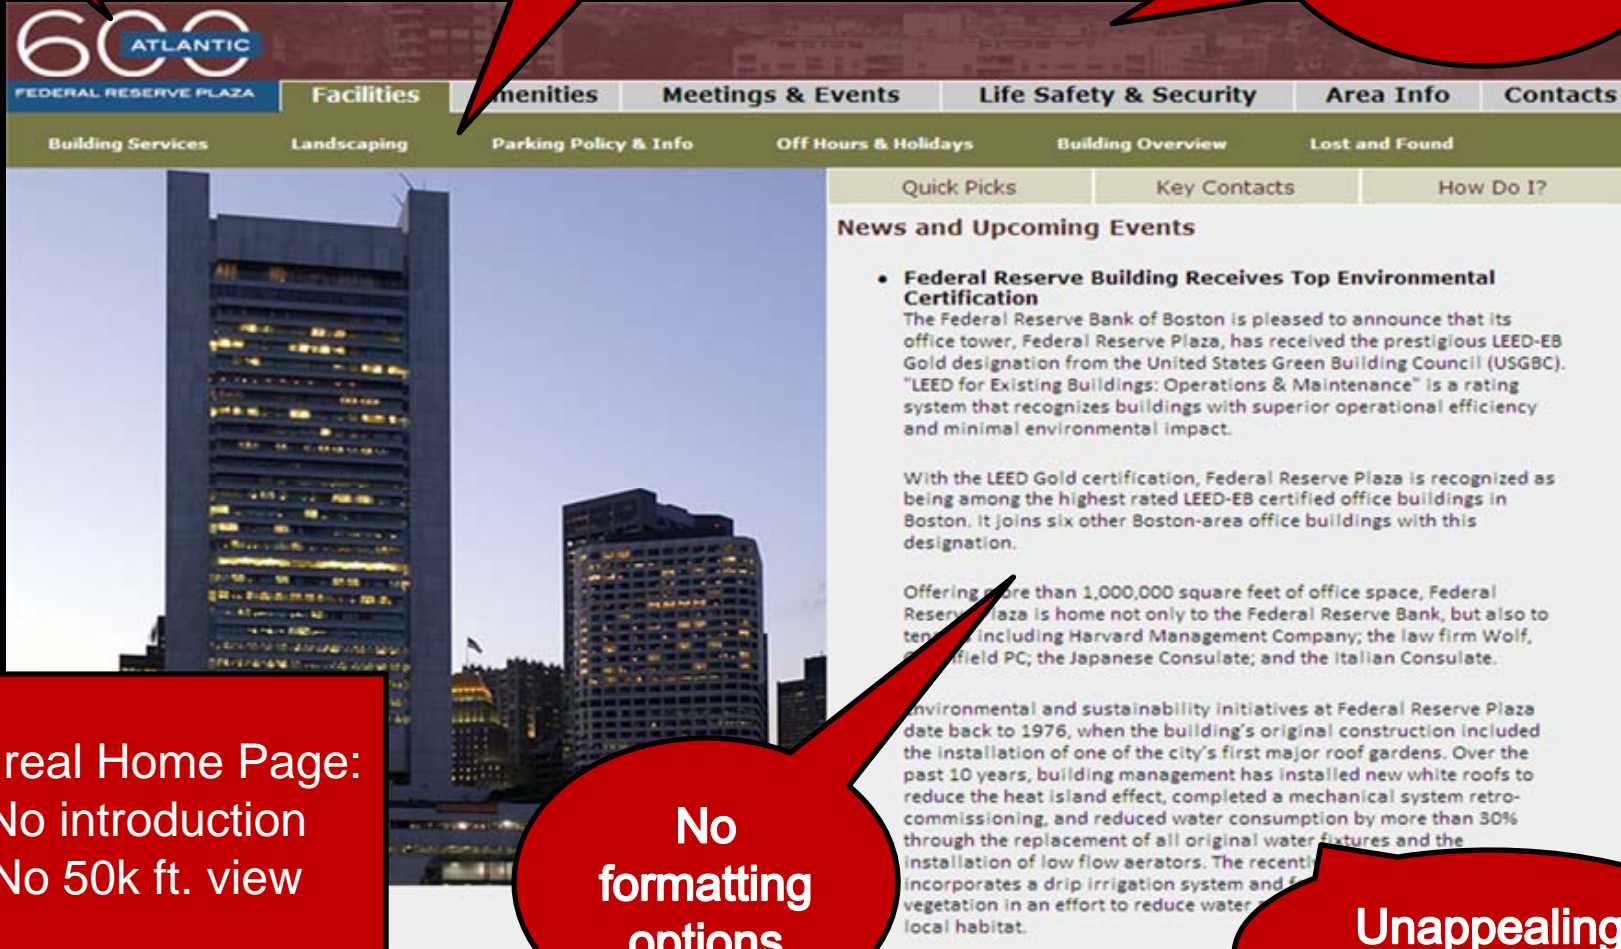 600
ATLANTIC
FEDERAL RESERVE PLAZA
Facilities menities Meetings & Events Life Safety & Security Area Info Contacts
Building Services Landscaping Parking Policy & Info Off Hours & Holidays Building Overview Lost and Found
Quick Picks Key Contacts How Do I?
News and Upcoming Events
• Federal Reserve Building Receives Top Environmental
Certification
The Federal Reserve Bank of Boston is pleased to announce that its
office tower, Federal Reserve Plaza, has received the prestigious LEED-EB
Gold designation from the United States Green Building Council (USGBC).
"LEED for Existing Buildings: Operations & Maintenance" is a rating
system that recognizes buildings with superior operational efficiency
and minimal environmental impact.
With the LEED Gold certification, Federal Reserve Plaza is recognized as
being among the highest rated LEED-EB certified office buildings in
Boston. It joins six other Boston-area office buildings with this
designation.
Offering more than 1,000,000 square feet of office space, Federal
Reserve Plaza is home not only to the Federal Reserve Bank, but also to
including Harvard Management Company; the law firm Wolf,
field PC; the Japanese Consulate; and the Italian Consulate.
Environmental and sustainability initiatives at Federal Reserve Plaza
date back to 1976, when the building's original construction included
the installation of one of the city's first major roof gardens. Over the
past 10 years, building management has installed new white roofs to
reduce the heat island effect, completed a mechanical system retro-
commissioning, and reduced water consumption by more than 30%
through the replacement of all original water fixtures and the
installation of low flow aerators. The recently
incorporates a drip irrigation system and
vegetation in an effort to reduce water
local habitat.
real Home Page:
No introduction
No 50k ft. view
No
formatting
options
Unappealing